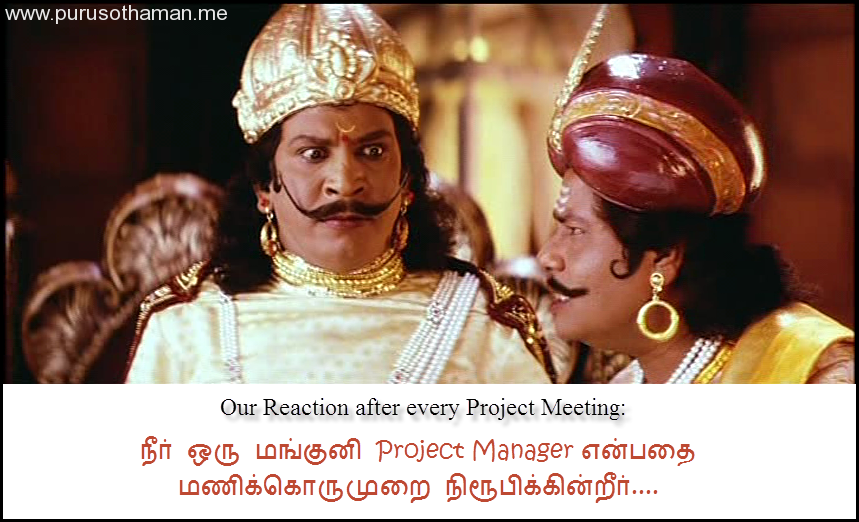 www.purusothaman.me
Our Reaction after every Project Meeting:
நீர் ஒரு மங்குனி Project Manager என்பதை
மணிக்கொருமுறை நிரூபிக்கின்றீர்....